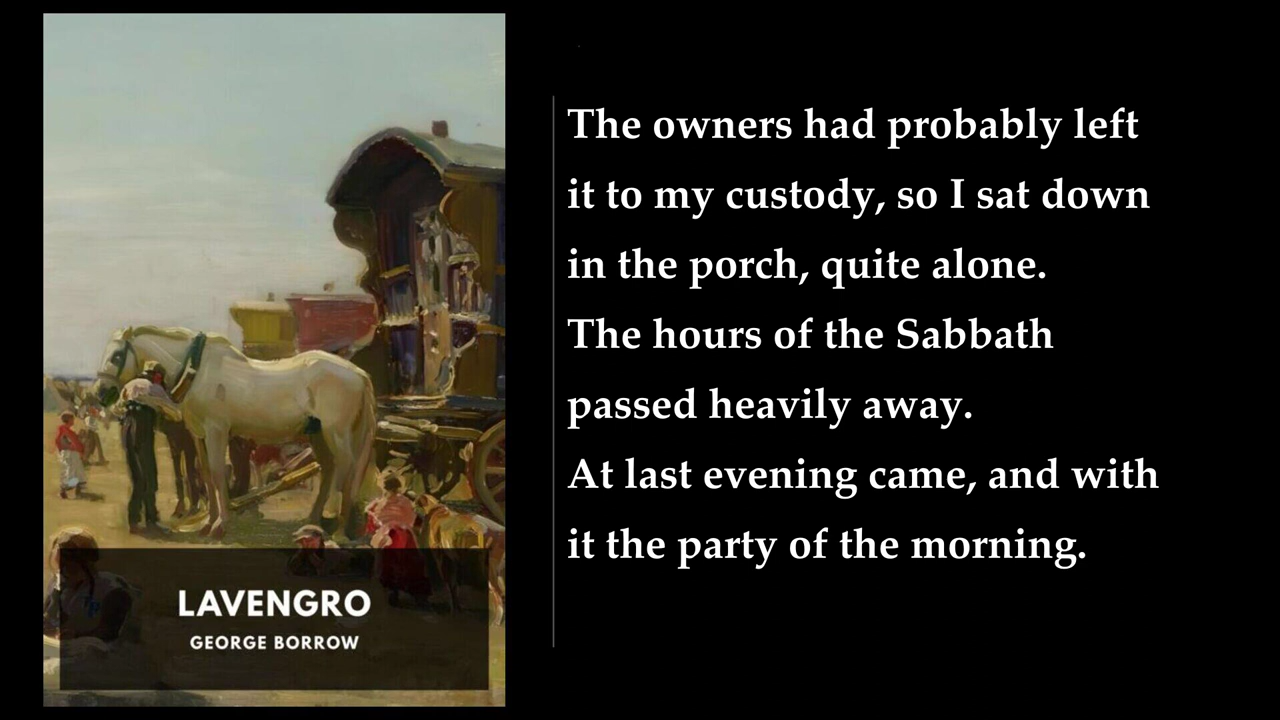 The owners had probably left
it to my custody, so I sat down
in the porch, quite alone.
The hours of the Sabbath
passed heavily away.
At last evening came, and with
it the party of the morning.
LAVENGRO
GEORGE BORROW